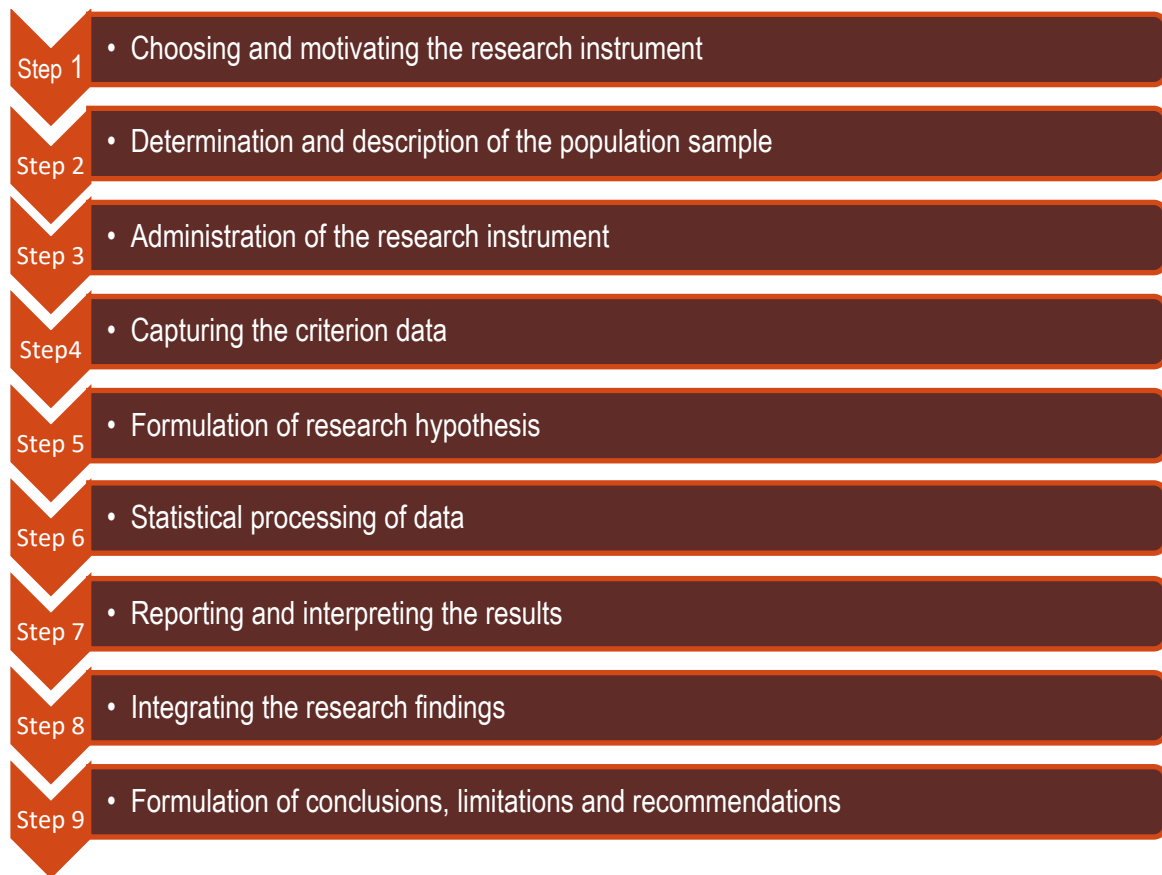 Step 1
• Choosing and motivating the research instrument
Step 2
• Determination and description of the population sample
Step 3
• Administration of the research instrument
Step4
• Capturing the criterion data
Step 5
• Formulation of research hypothesis
Step 6
• Statistical processing of data
Step 7
• Reporting and interpreting the results
Step 8
• Integrating the research findings
Step 9
• Formulation of conclusions, limitations and recommendations